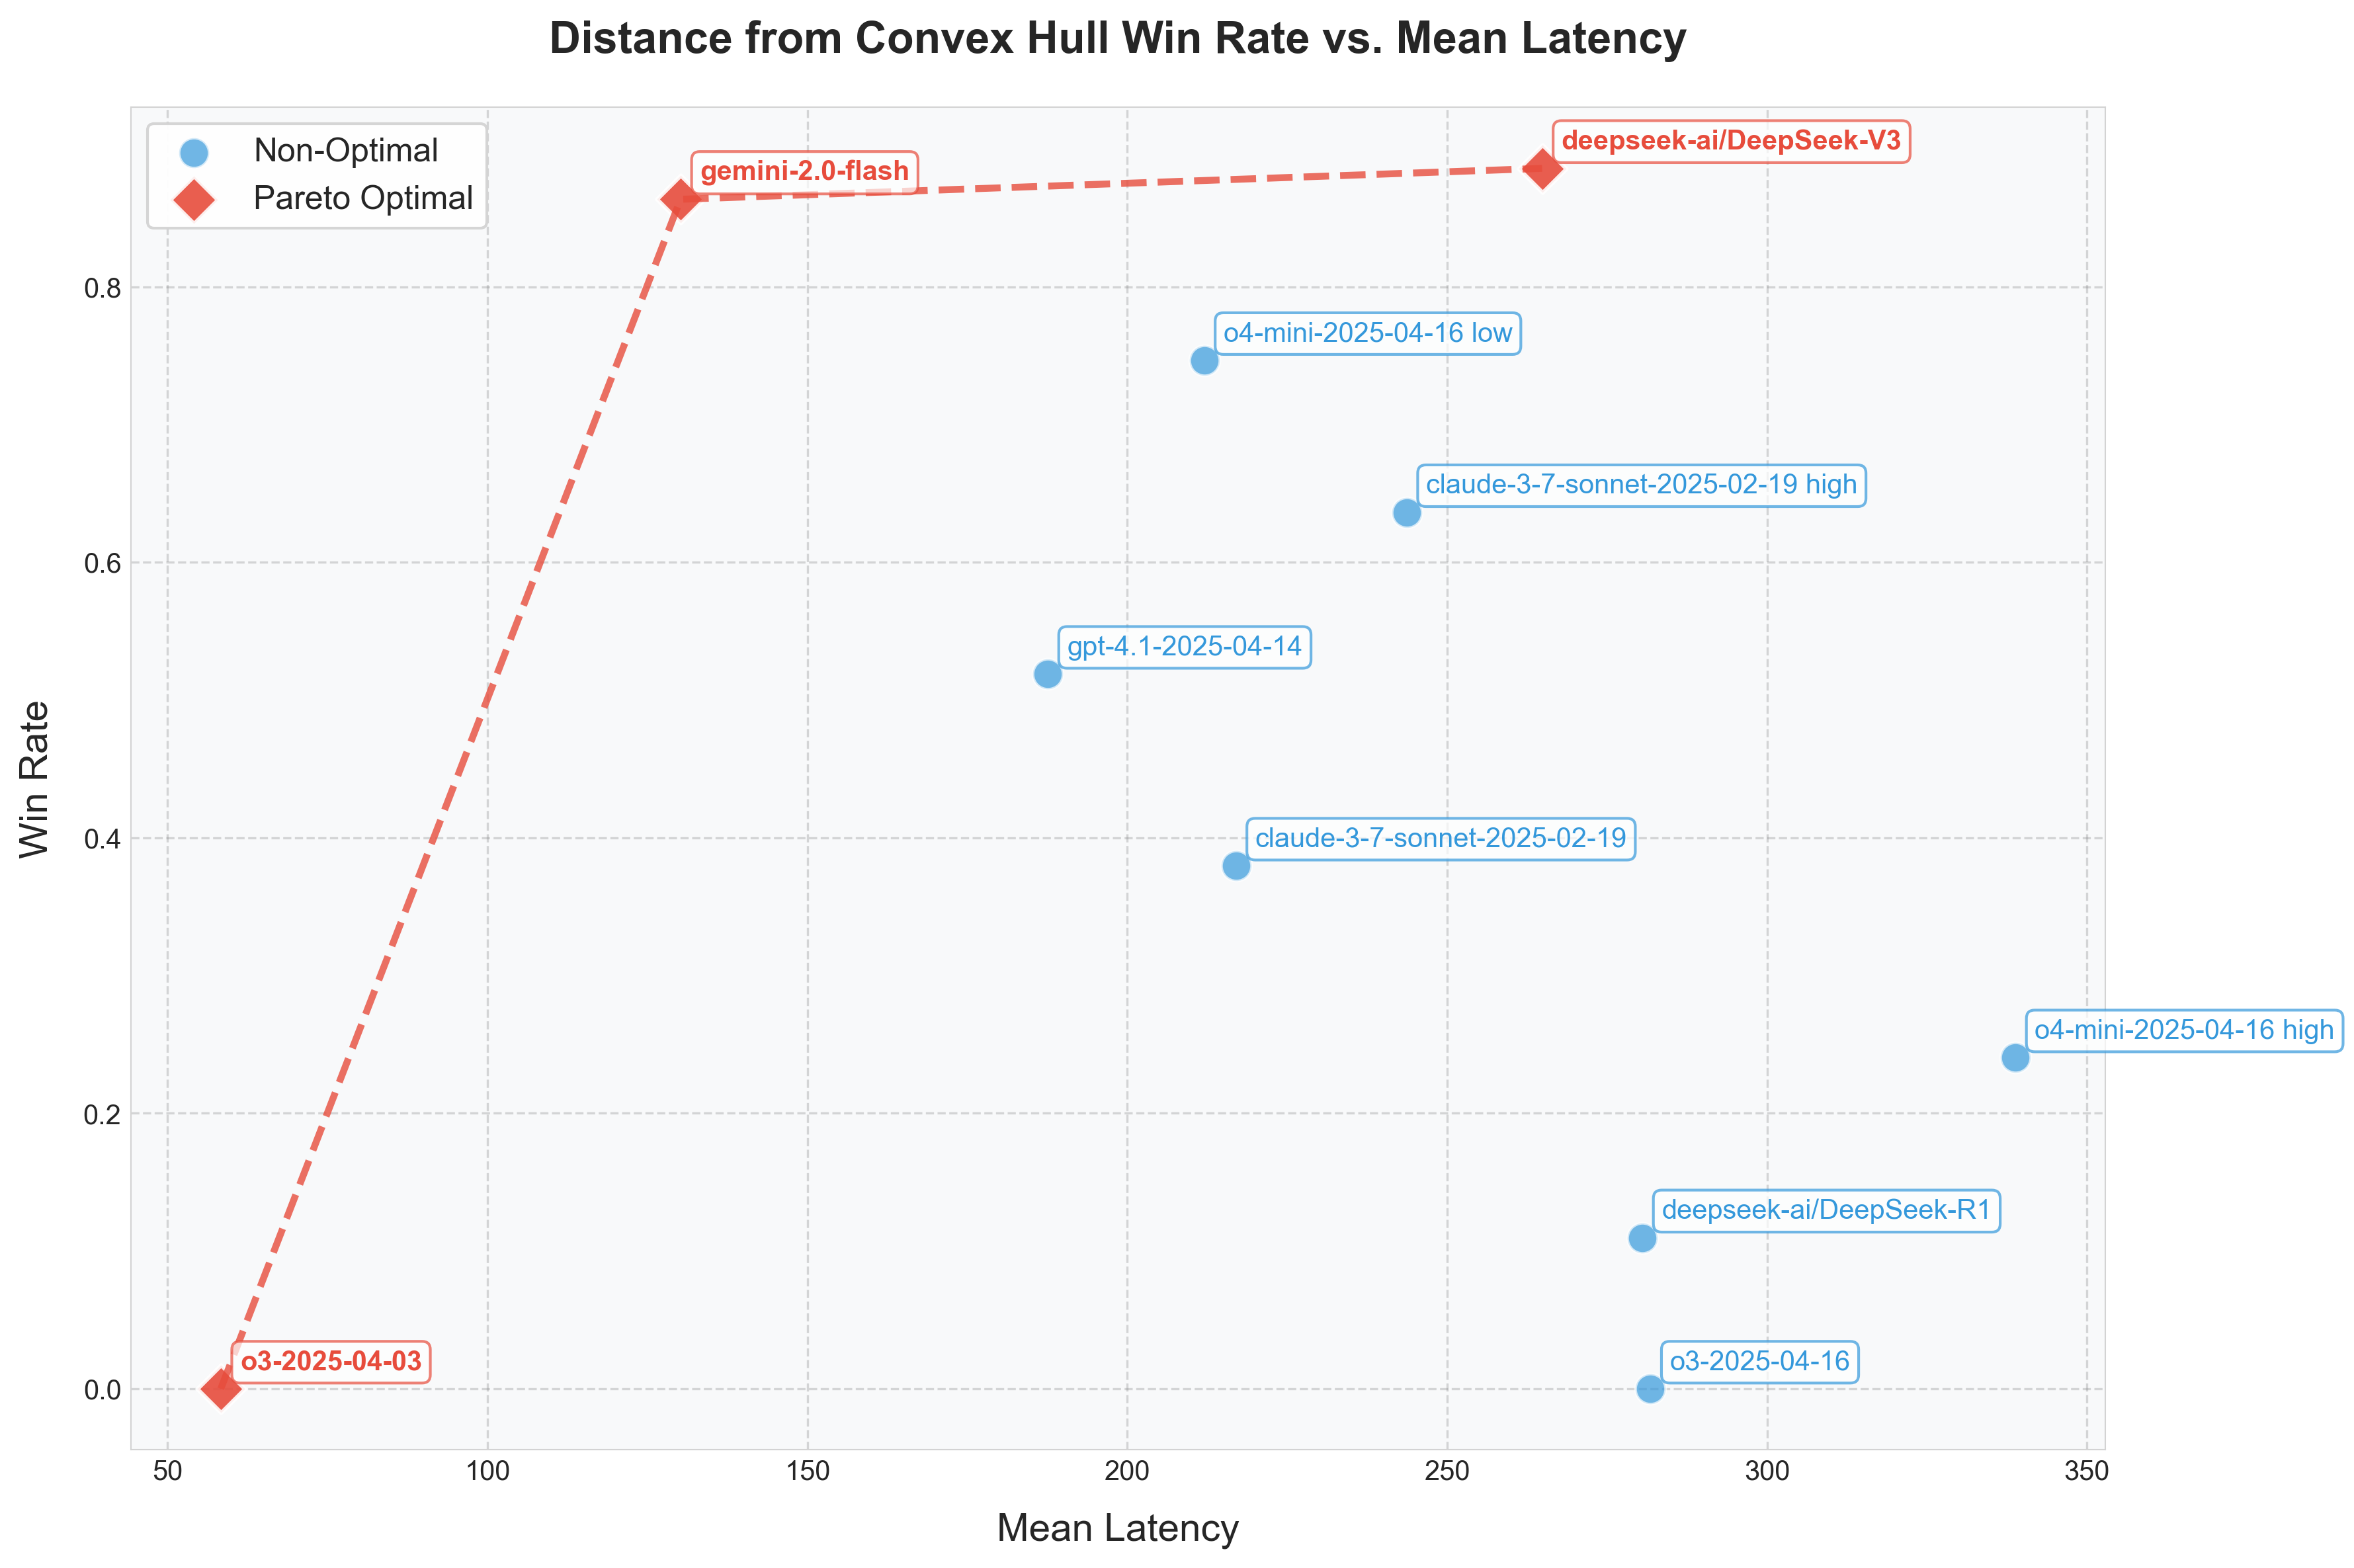 Distance from Convex Hull Win Rate vs. Mean Latency
Non-Optimal
Pareto Optimal
gemini-2.0-flash
deepseek-ai/DeepSeek-V3
o4-mini-2025-04-16 low
claude-3-7-sonnet-2025-02-19 high
gpt-4.1-2025-04-14
claude-3-7-sonnet-2025-02-19
o4-mini-2025-04-16 high
deepseek-ai/DeepSeek-R1
o3-2025-04-03
o3-2025-04-16
Win Rate
0.8
0.6
0.4
0.2
0.0
50 100 150 200 250 300 350
Mean Latency